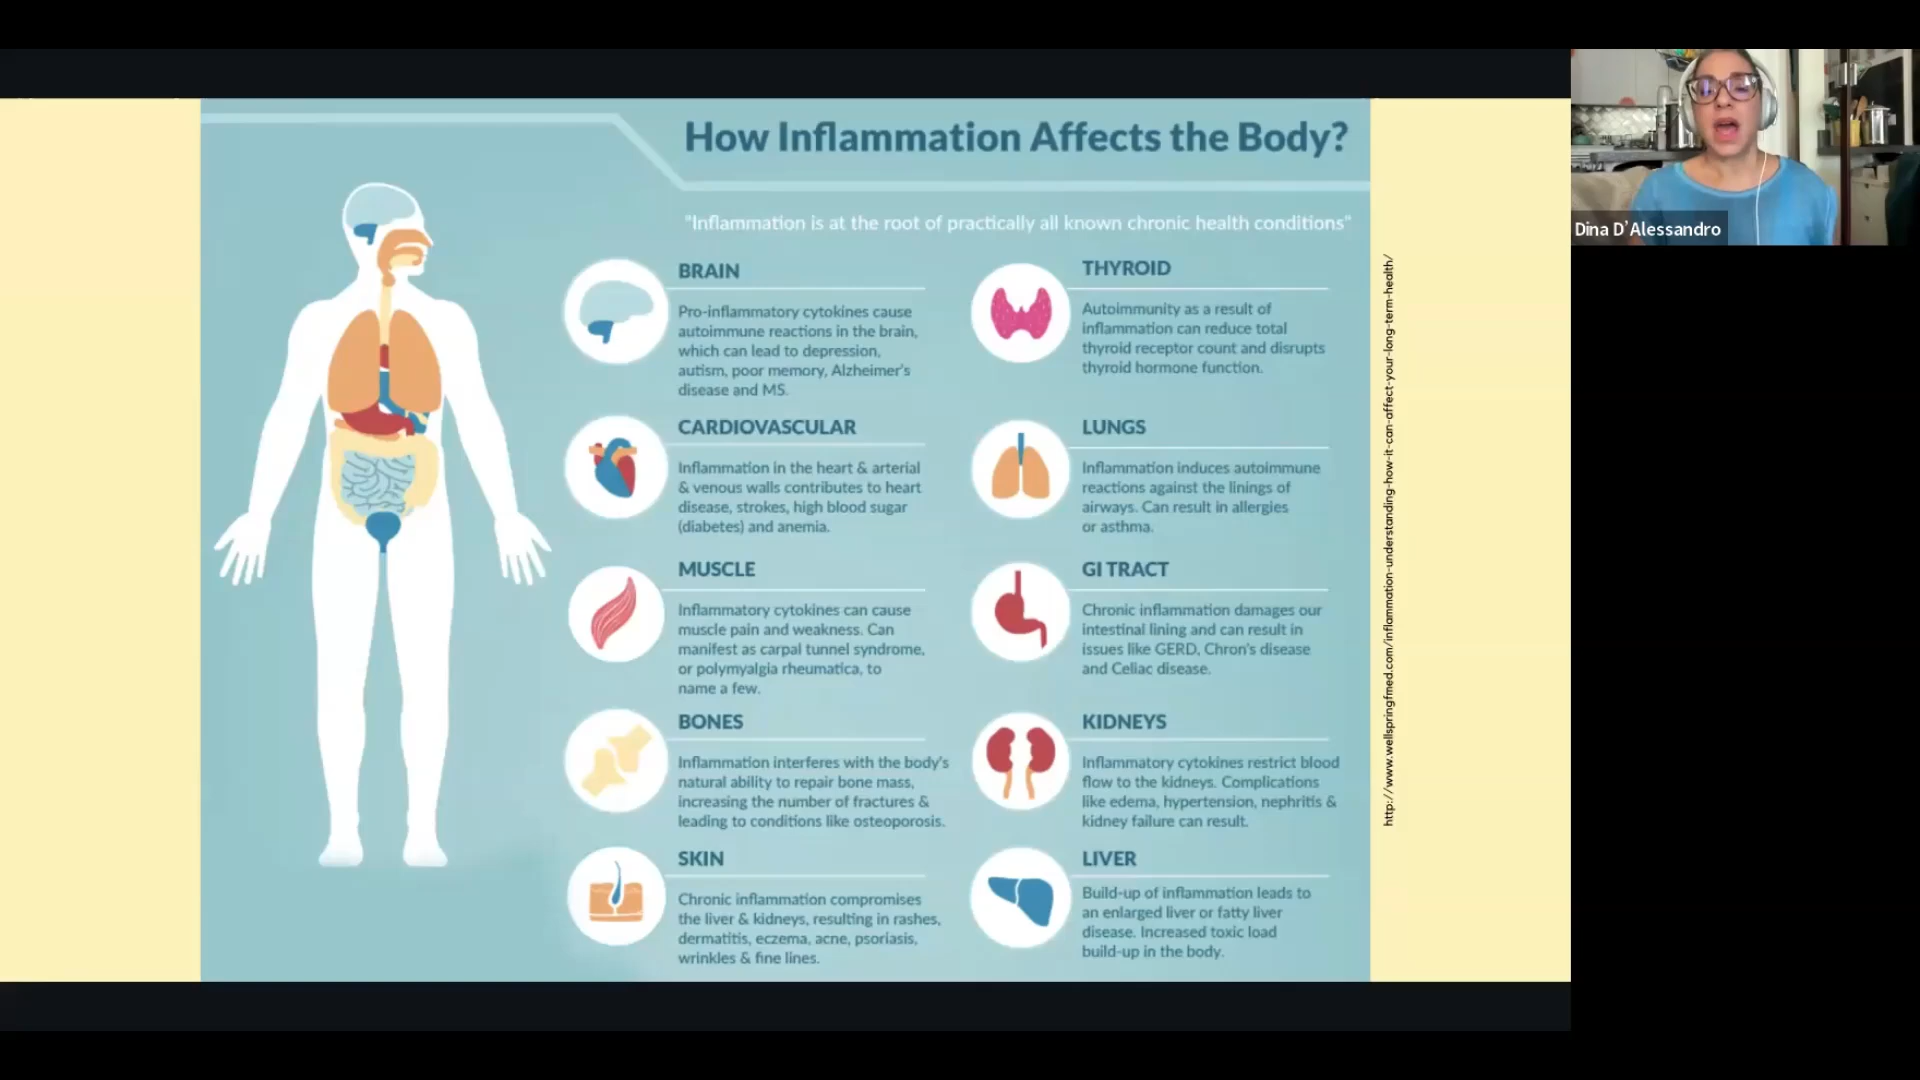 How Inflammation Affects the Body?
"Inflammation is at the root of practically all known chronic health conditions"
BRAIN
Pro-inflammatory cytokines cause
autoimmune reactions in the brain,
which can lead to depression,
autism, poor memory, Alzheimer's
disease and MS.
CARDIOVASCULAR
Inflammation in the heart & arterial
& venous walls contributes to heart
disease, strokes, high blood sugar
(diabetes) and anemia.
MUSCLE
Inflammatory cytokines can cause
muscle pain and weakness. Can
manifest as carpal tunnel syndrome,
or polymyalgia rheumatica, to
name a few.
BONES
Inflammation interferes with the body's
natural ability to repair bone mass,
increasing the number of fractures &
leading to conditions like osteoporosis.
SKIN
Chronic inflammation compromises
the liver & kidneys, resulting in rashes,
dermatitis, eczema, acne, psoriasis,
wrinkles & fine lines.
THYROID
Autoimmunity as a result of
inflammation can reduce total
thyroid receptor count and disrupts
thyroid hormone function.
LUNGS
Inflammation induces autoimmune
reactions against the linings of
airways. Can result in allergies
or asthma.
GI TRACT
Chronic inflammation damages our
intestinal lining and can result in
issues like GERD, Chron's disease
and Celiac disease.
KIDNEYS
Inflammatory cytokines restrict blood
flow to the kidneys. Complications
like edema, hypertension, nephritis &
kidney failure can result.
LIVER
Build-up of inflammation leads to
an enlarged liver or fatty liver
disease. Increased toxic load
build-up in the body.
http://www.wellspringfmed.com/inflammation-understanding-how-it-can-affect-your-long-term-health/
Dina D'Alessandro